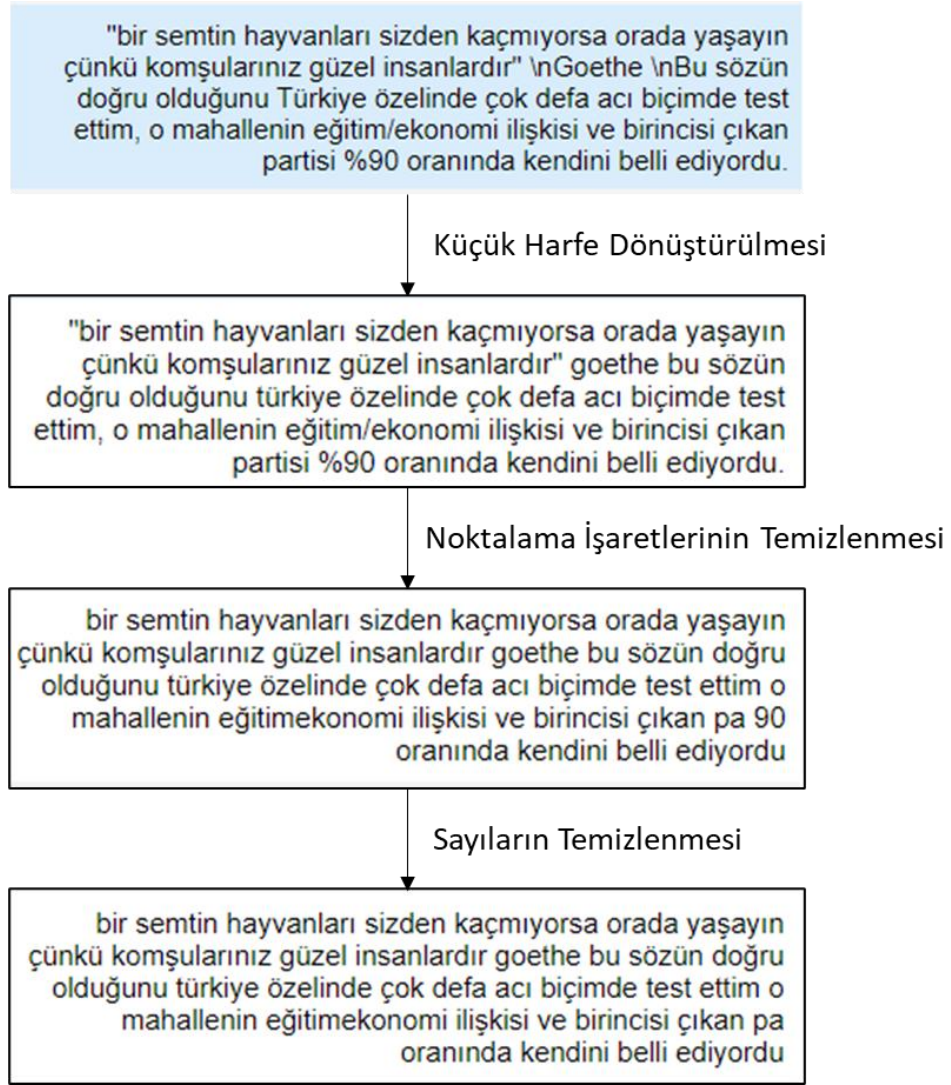 "bir semtin hayvanları sizden kaçmıyorsa orada yaşayın
çünkü komşularınız güzel insanlardır" \nGoethe \nBu sözün
doğru olduğunu Türkiye özelinde çok defa acı biçimde test
ettim, o mahallenin eğitim/ekonomi ilişkisi ve birincisi çıkan
partisi %90 oranında kendini belli ediyordu.
Küçük Harfe Dönüştürülmesi
"bir semtin hayvanları sizden kaçmıyorsa orada yaşayın
çünkü komşularınız güzel insanlardır" goethe bu sözün
doğru olduğunu türkiye özelinde çok defa acı biçimde test
ettim, o mahallenin eğitim/ekonomi ilişkisi ve birincisi çıkan
partisi %90 oranında kendini belli ediyordu.
Noktalama İşaretlerinin Temizlenmesi
bir semtin hayvanları sizden kaçmıyorsa orada yaşayın
çünkü komşularınız güzel insanlardır goethe bu sözün doğru
olduğunu türkiye özelinde çok defa acı biçimde test ettim o
mahallenin eğitimekonomi ilişkisi ve birincisi çıkan pa 90
oranında kendini belli ediyordu
Sayıların Temizlenmesi
bir semtin hayvanları sizden kaçmıyorsa orada yaşayın
çünkü komşularınız güzel insanlardır goethe bu sözün doğru
olduğunu türkiye özelinde çok defa acı biçimde test ettim o
mahallenin eğitimekonomi ilişkisi ve birincisi çıkan pa
oranında kendini belli ediyordu